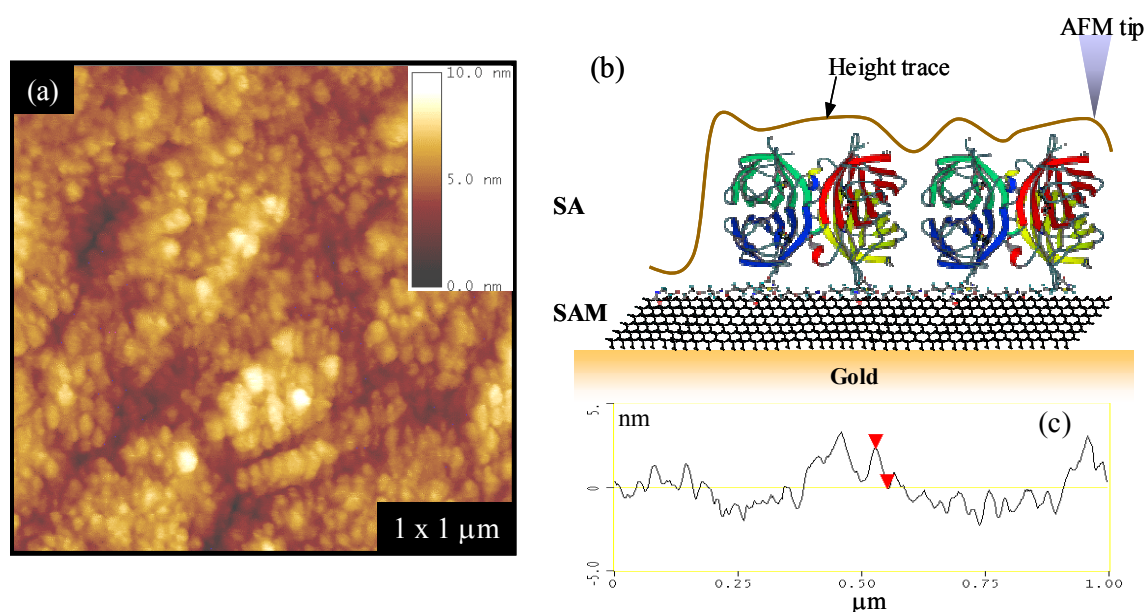 (a)
10.0 nm
5.0 nm
0.0 nm
1 x 1 μm
(b)
AFM tip
Height trace
SA
SAM
Gold
5.
nm
(c)
0
-5.0
0
0.25
0.50
0.75
1.00
μm